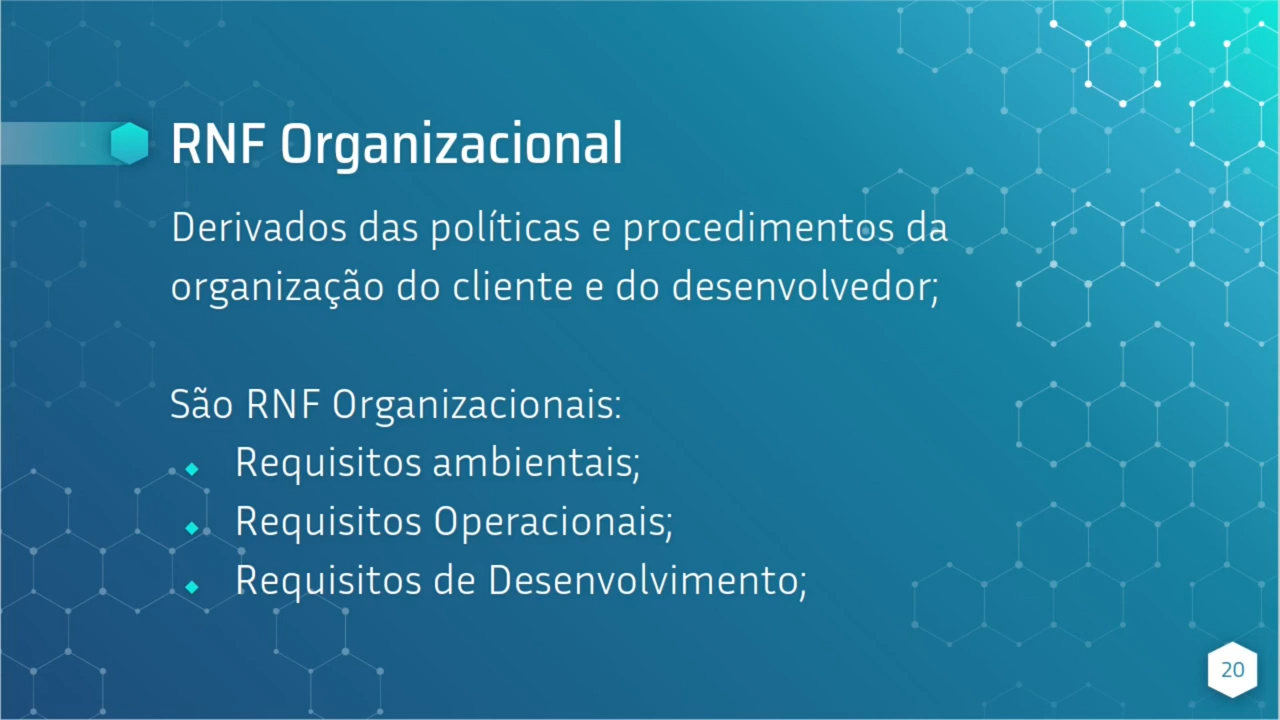 RNF Organizacional
Derivados das políticas e procedimentos da
organização do cliente e do desenvolvedor;
São RNF Organizacionais:
Requisitos ambientais;
Requisitos Operacionais;
Requisitos de Desenvolvimento;
20